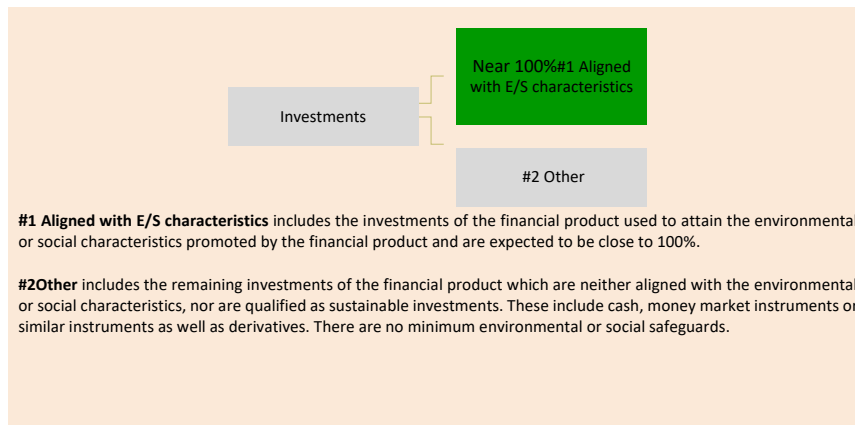 Near 100%#1 Aligned
with E/S characteristics
Investments
#2 Other
#1 Aligned with E/S characteristics includes the investments of the financial product used to attain the environmental
or social characteristics promoted by the financial product and are expected to be close to 100%.
#2Other includes the remaining investments of the financial product which are neither aligned with the environmental
or social characteristics, nor are qualified as sustainable investments. These include cash, money market instruments or
similar instruments as well as derivatives. There are no minimum environmental or social safeguards.